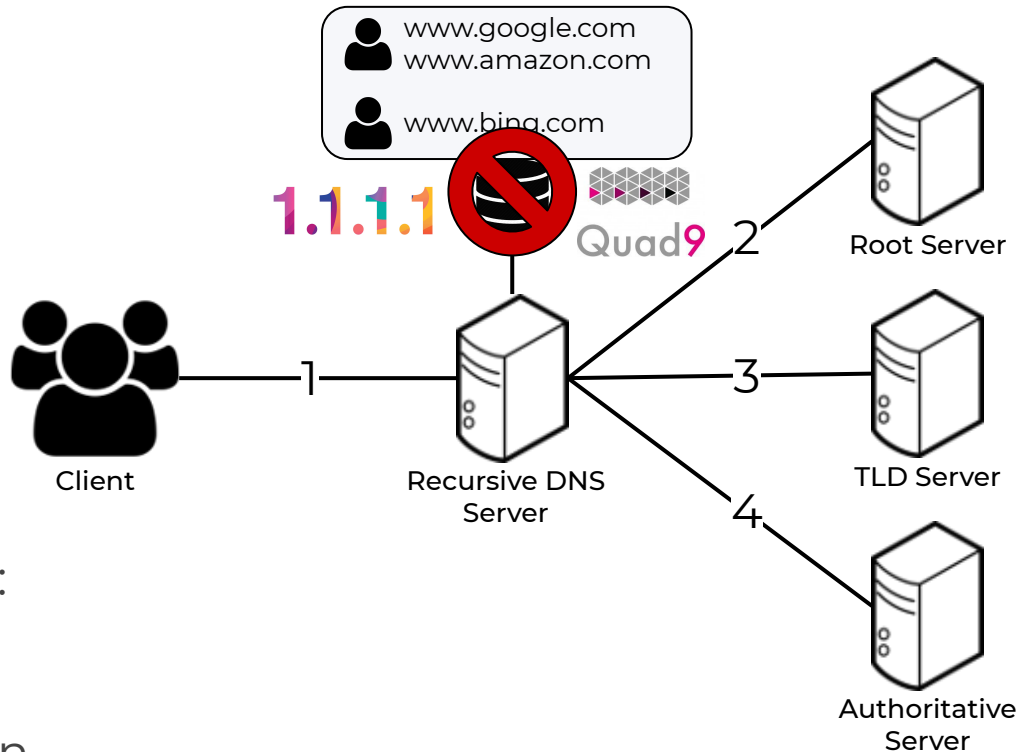 www.google.com
www.amazon.com
www.bing.com
1.1.1.1
Quad9
2
Root Server
1
3
Client
Recursive DNS
Server
TLD Server
4
:
Authoritative
Server